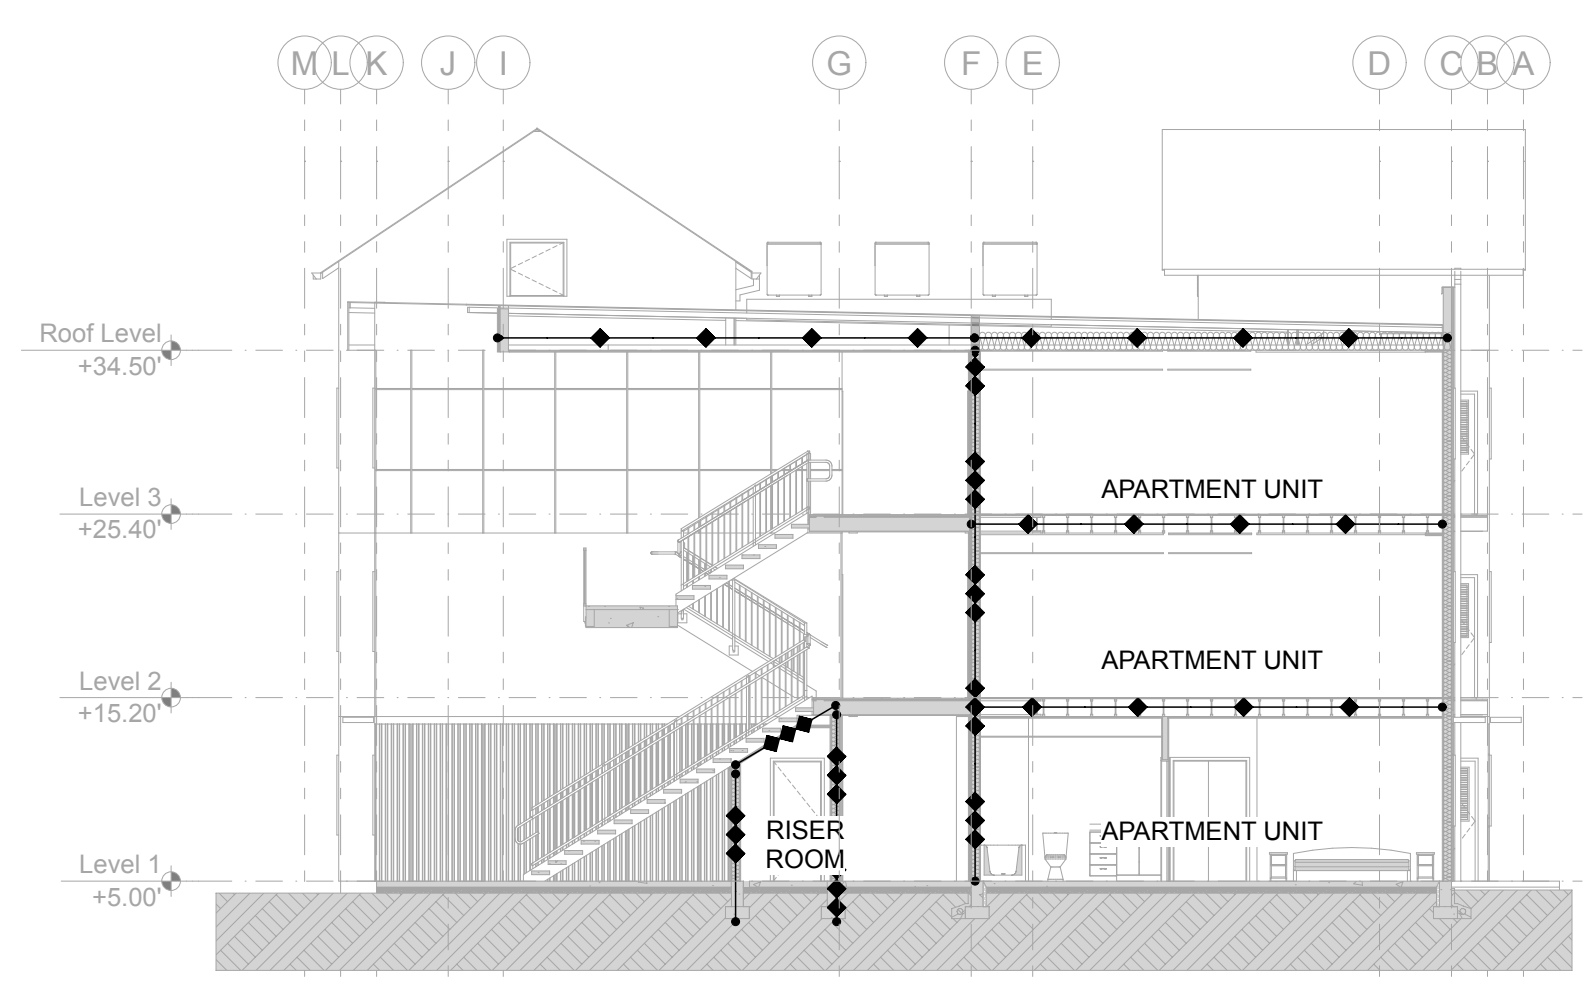 M L K J I G F E D C B A
Roof Level
+34.50'
Level 3
+25.40'
APARTMENT UNIT
Level 2
+15.20'
APARTMENT UNIT
Level 1
+5.00'
RISER
ROOM
APARTMENT UNIT